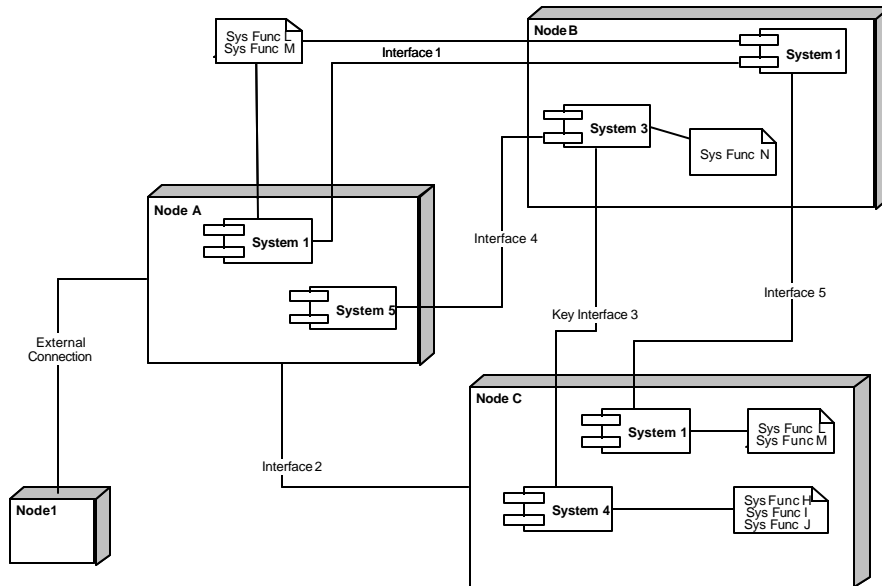 Sys Func L
Sys Func M
Node B
System 1
Interface 1
System 3
Sys Func N
Node A
System 1
Interface 4
System 5
Interface 5
Key Interface 3
External
Connection
Node C
System 1
Sys Func L
Sys Func M
Interface 2
Node1
System 4
Sys Func H
Sys Func I
Sys Func J